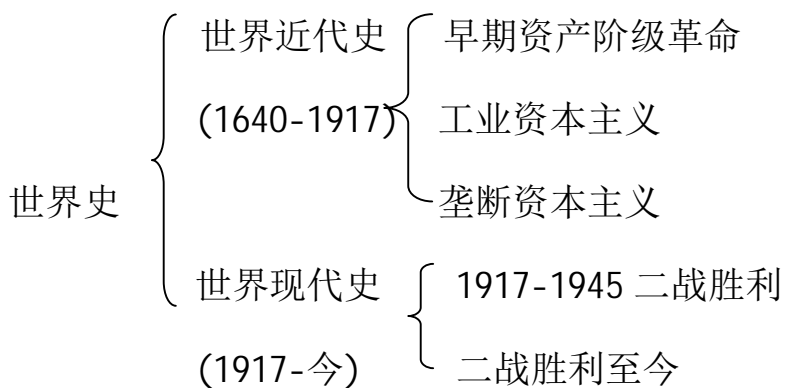 世界近代史 早期资产阶级革命
(1640-1917) 工业资本主义
世界史 垄断资本主义
世界现代史 1917-1945 二战胜利
(1917-今) 二战胜利至今